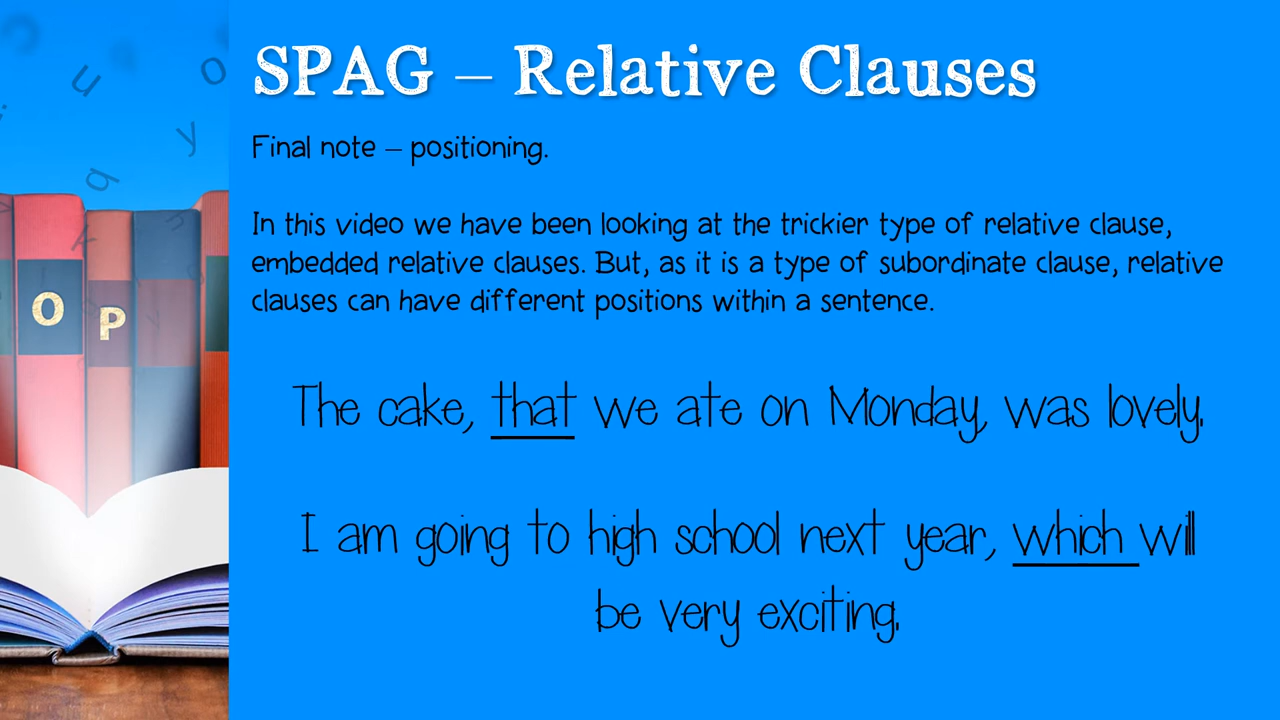 SPAG – Relative Clauses
Final note – positioning.
In this video we have been looking at the trickier type of relative clause,
embedded relative clauses. But, as it is a type of subordinate clause, relative
clauses can have different positions within a sentence.
The cake, that we ate on Monday, was lovely.
I am going to high school next year, which will
be very exciting.
u
o
y
a
k
O P